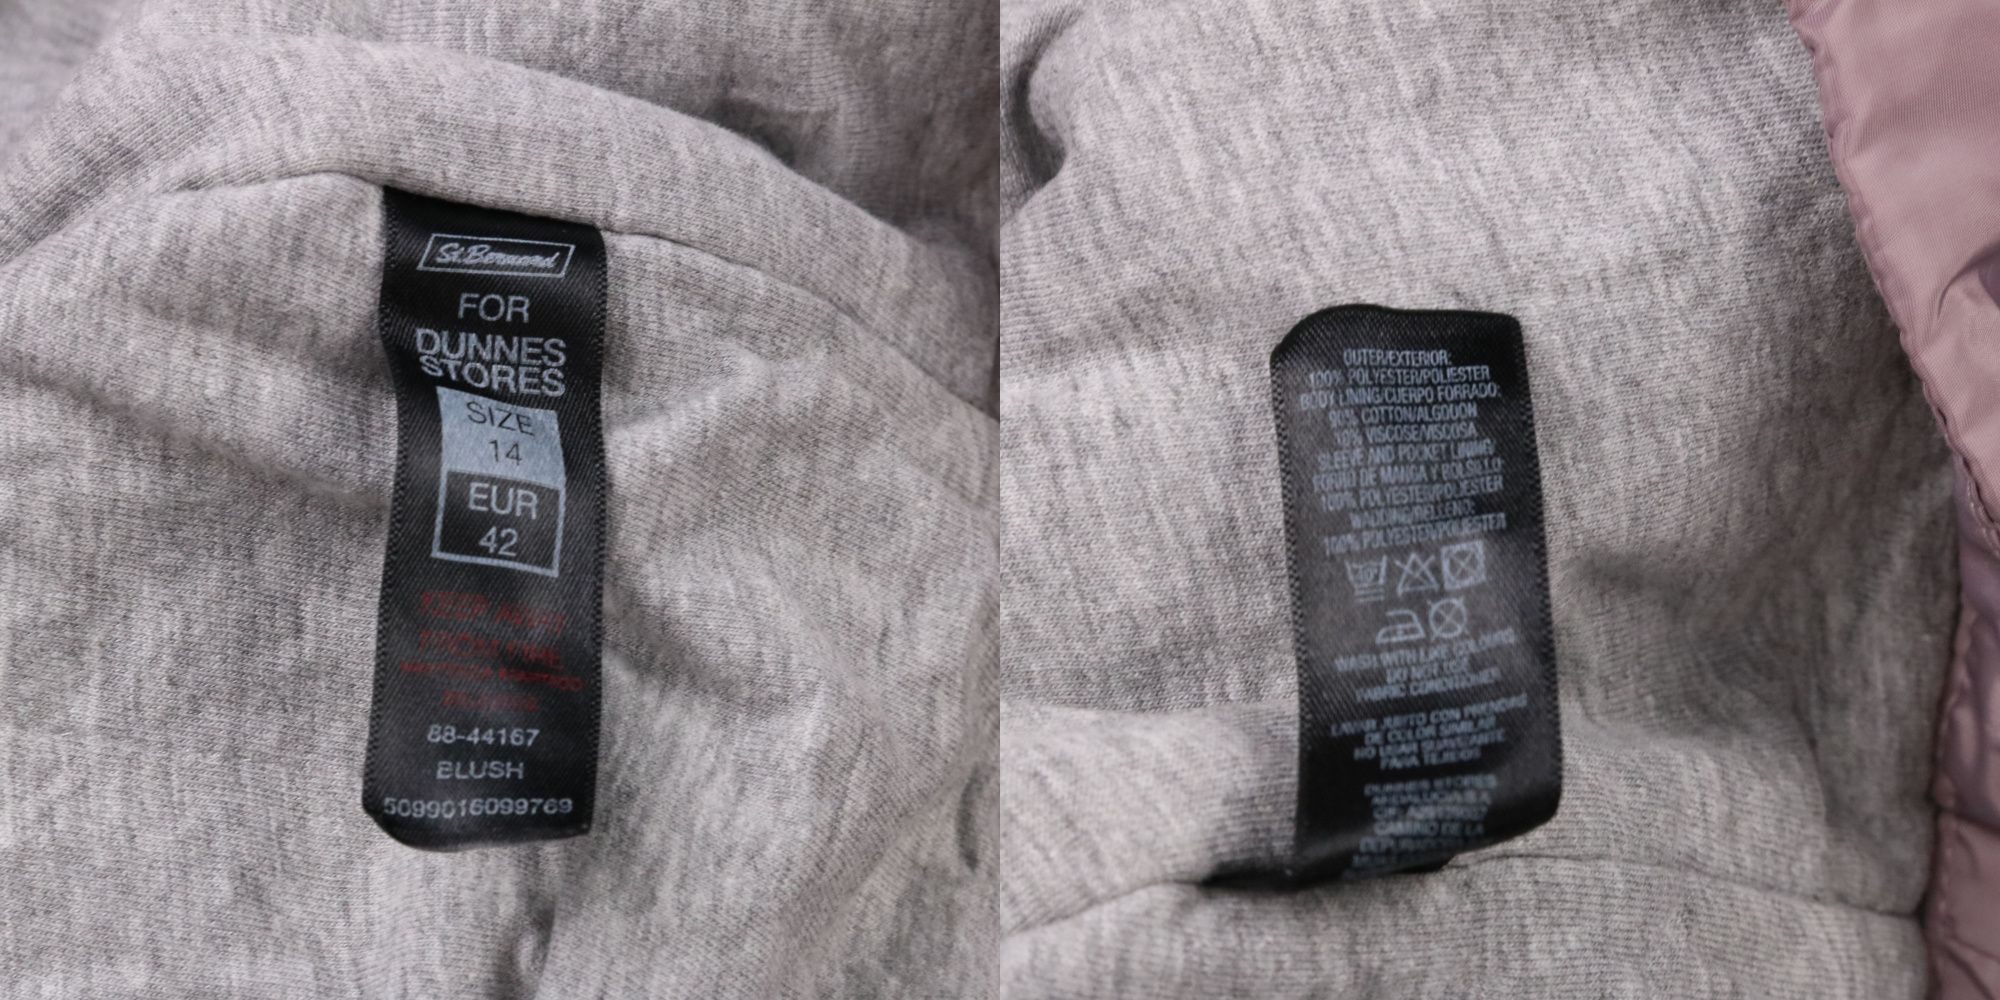 St.Bernard
FOR
DUNNES
STORES
SIZE
14
EUR
42
KEEP AWAY
FROM FIRE
88-44167
BLUSH
5099016099769
OUTER/EXTERIOR:
100% POLYESTER/POLIESTER
BODY LINING/CUERPO FORRADO:
90% COTTON/ALGODON
10% VISCOSE/VISCOSA
SLEEVE AND POCKET LINING/
FORRO DE MANGA Y BOLSILLO:
100% POLYESTER/POLIESTER
WADDING/RELLENO:
100% POLYESTER/POLIESTER
WASH WITH LIKE COLOURS
DO NOT USE
FABRIC CONDITIONER
LAVAR JUNTO CON PRENDAS
DE COLOR SIMILAR
NO USAR SUAVIZANTE
PARA TEJIDOS
DUNNES STORES
CAMINO DE LA